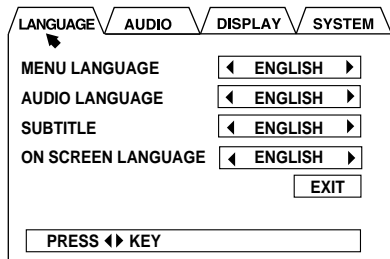 LANGUAGE AUDIO DISPLAY SYSTEM
MENU LANGUAGE ENGLISH
AUDIO LANGUAGE ENGLISH
SUBTITLE ENGLISH
ON SCREEN LANGUAGE ENGLISH
EXIT
PRESS ◀▶ KEY